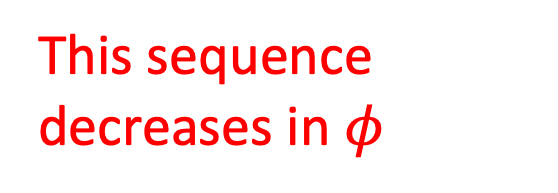 This sequence
decreases in 𝜙